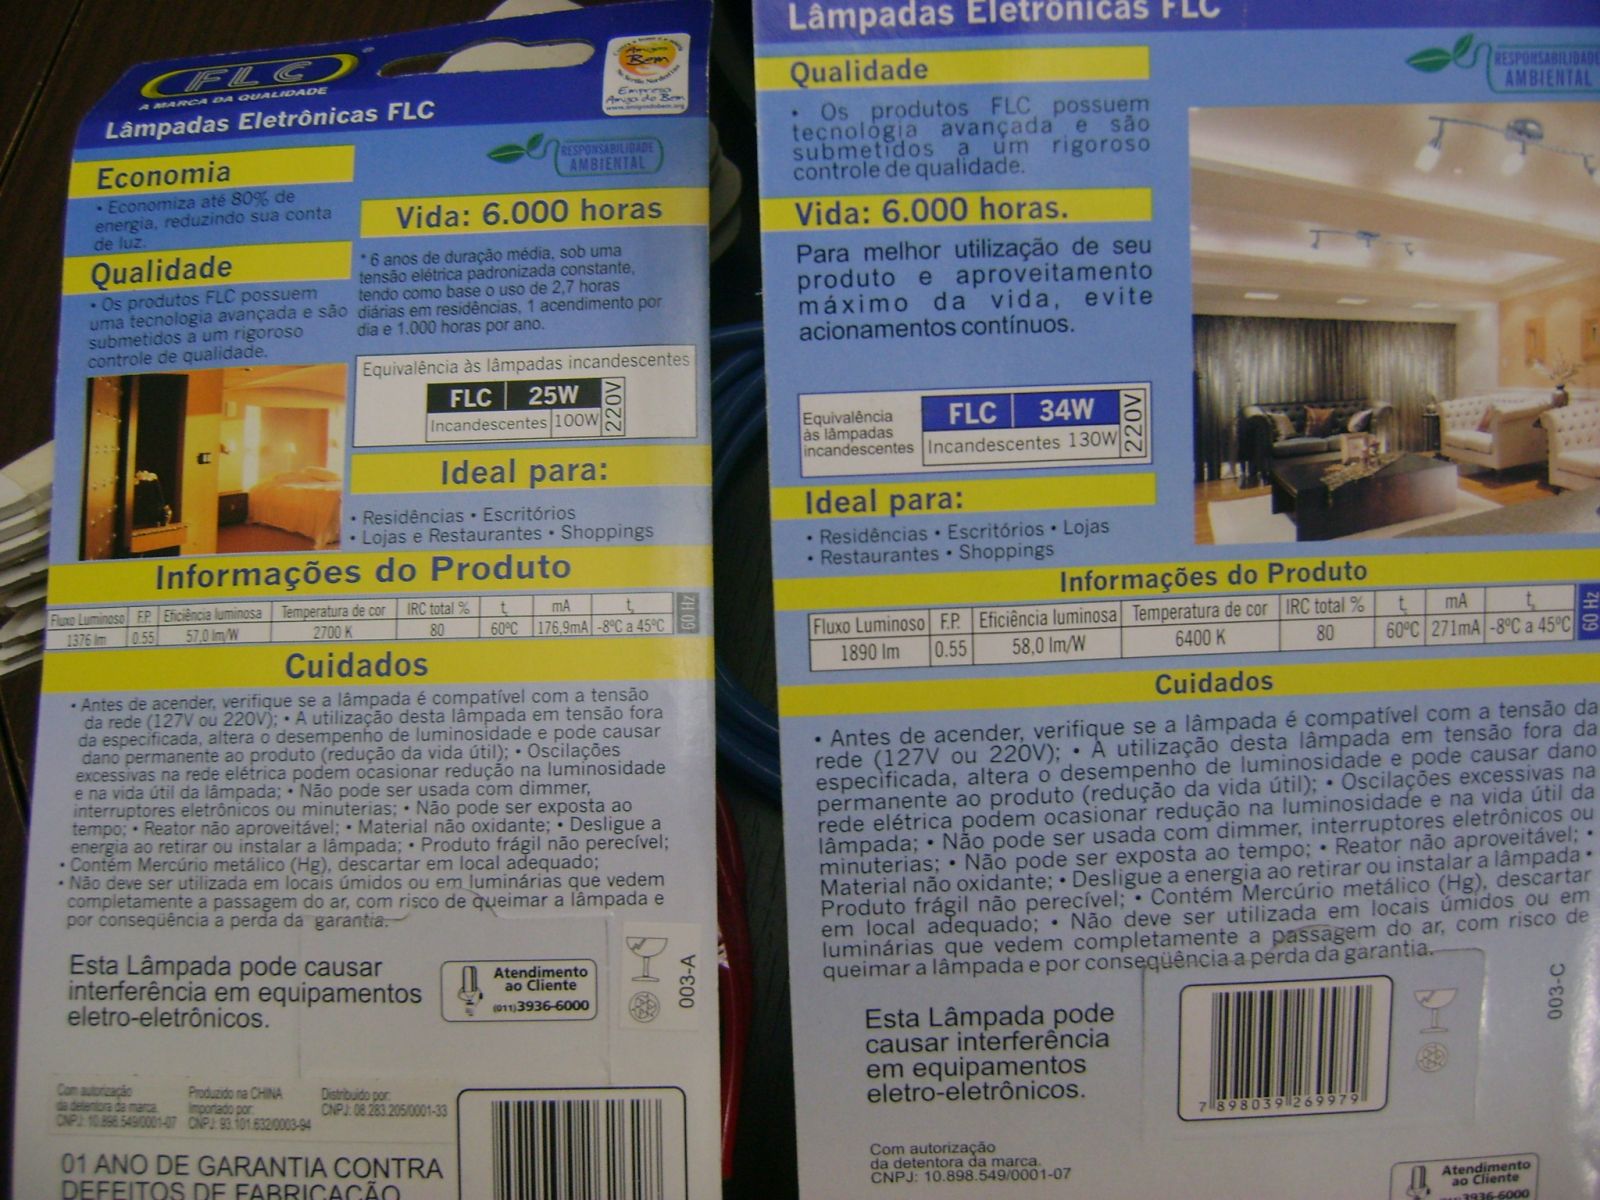 FLC
®
A MARCA DA QUALIDADE
Lâmpadas Eletrônicas FLC
Amigos
do Bem
Empresa
Amiga do Bem
www.amigosdobem.org
RESPONSABILIDADE
AMBIENTAL
Economia
• Economiza até 80% de
energia, reduzindo sua conta
de luz.
Qualidade
• Os produtos FLC possuem
uma tecnologia avançada e são
submetidos a um rigoroso
controle de qualidade.
Vida: 6.000 horas
* 6 anos de duração média, sob uma
tensão elétrica padronizada constante,
tendo como base o uso de 2,7 horas
diárias em residências, 1 acendimento por
dia e 1.000 horas por ano.
Equivalência às lâmpadas incandescentes
FLC 25W
Incandescentes 100W
220V
Ideal para:
• Residências • Escritórios
• Lojas e Restaurantes • Shoppings
Informações do Produto
Fluxo Luminoso F.P. Eficiência luminosa Temperatura de cor IRC total % t mA t
1376 lm 0.55 57,0 lm/W 2700 K 80 60ºC 176,9mA -8ºC a 45ºC
60 Hz
Cuidados
• Antes de acender, verifique se a lâmpada é compatível com a tensão
da rede (127V ou 220V); • A utilização desta lâmpada em tensão fora
da especificada, altera o desempenho de luminosidade e pode causar
dano permanente ao produto (redução da vida útil); • Oscilações
excessivas na rede elétrica podem ocasionar redução na luminosidade
e na vida útil da lâmpada; • Não pode ser usada com dimmer,
interruptores eletrônicos ou minuterias; • Não pode ser exposta ao
tempo; • Reator não aproveitável; • Material não oxidante; • Desligue a
energia ao retirar ou instalar a lâmpada; • Produto frágil não perecível;
• Contém Mercúrio metálico (Hg), descartar em local adequado;
• Não deve ser utilizada em locais úmidos ou em luminárias que vedem
completamente a passagem do ar, com risco de queimar a lâmpada e
por conseqüência a perda da garantia.
Esta Lâmpada pode causar
interferência em equipamentos
eletro-eletrônicos.
Atendimento
ao Cliente
(011)3936-6000
003-A
Com autorização
da detentora da marca.
CNPJ: 10.898.549/0001-07
Produzido na CHINA
Importado por:
CNPJ: 93.101.632/0003-94
Distribuído por:
CNPJ: 08.283.205/0001-33
01 ANO DE GARANTIA CONTRA
DEFEITOS DE FABRICAÇÃO
Lâmpadas Eletrônicas FLC
Qualidade
• Os produtos FLC possuem
tecnologia avançada e são
submetidos a um rigoroso
controle de qualidade.
RESPONSABILIDADE
AMBIENTAL
Vida: 6.000 horas.
Para melhor utilização de seu
produto e aproveitamento
máximo da vida, evite
acionamentos contínuos.
Equivalência
às lâmpadas
incandescentes
FLC 34W
Incandescentes 130W
220V
Ideal para:
• Residências • Escritórios • Lojas
• Restaurantes • Shoppings
Informações do Produto
Fluxo Luminoso F.P. Eficiência luminosa Temperatura de cor IRC total % t mA t
1890 lm 0.55 58,0 lm/W 6400 K 80 60ºC 271mA -8ºC a 45ºC
60 Hz
Cuidados
• Antes de acender, verifique se a lâmpada é compatível com a tensão da
rede (127V ou 220V); • A utilização desta lâmpada em tensão fora da
especificada, altera o desempenho de luminosidade e pode causar dano
permanente ao produto (redução da vida útil); • Oscilações excessivas na
rede elétrica podem ocasionar redução na luminosidade e na vida útil da
lâmpada; • Não pode ser usada com dimmer, interruptores eletrônicos ou
minuterias; • Não pode ser exposta ao tempo; • Reator não aproveitável; •
Material não oxidante; • Desligue a energia ao retirar ou instalar a lâmpada •
Produto frágil não perecível; • Contém Mercúrio metálico (Hg), descartar
em local adequado; • Não deve ser utilizada em locais úmidos ou em
luminárias que vedem completamente a passagem do ar, com risco de
queimar a lâmpada e por conseqüência a perda da garantia.
Esta Lâmpada pode
causar interferência
em equipamentos
eletro-eletrônicos.
7 898039 269979
003-C
Com autorização
da detentora da marca.
CNPJ: 10.898.549/0001-07
Atendimento
ao Cliente
3936-6000